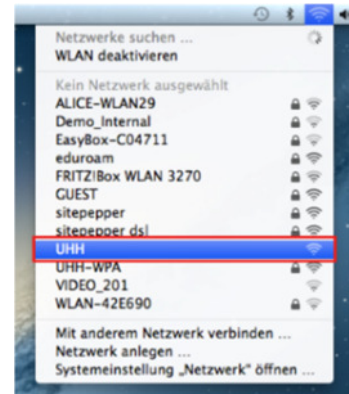 Netzwerke suchen ...
WLAN deaktivieren
Kein Netzwerk ausgewählt
ALICE-WLAN29
Demo_Internal
EasyBox-C04711
eduroam
FRITZ!Box WLAN 3270
GUEST
sitepepper
sitepepper dsl
UHH
UHH-WPA
VIDEO_201
WLAN-42E690
Mit anderem Netzwerk verbinden ...
Netzwerk anlegen ...
Systemeinstellung „Netzwerk“ öffnen ...